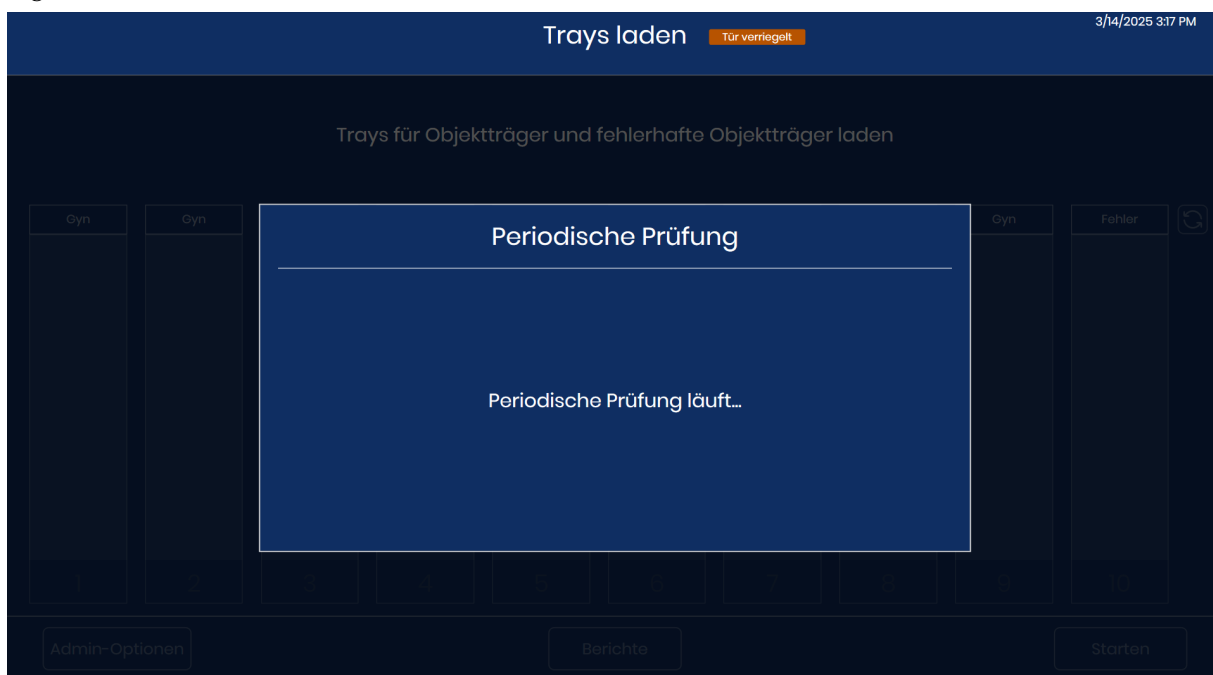 Trays laden
Tür verriegelt
3/14/2025 3:17 PM
Trays für Objektträger und fehlerhafte Objektträger laden
Gyn
Gyn
Gyn
Fehler
Periodische Prüfung
Periodische Prüfung läuft...
1
2
3
4
5
6
7
8
9
10
Admin-Optionen
Berichte
Starten